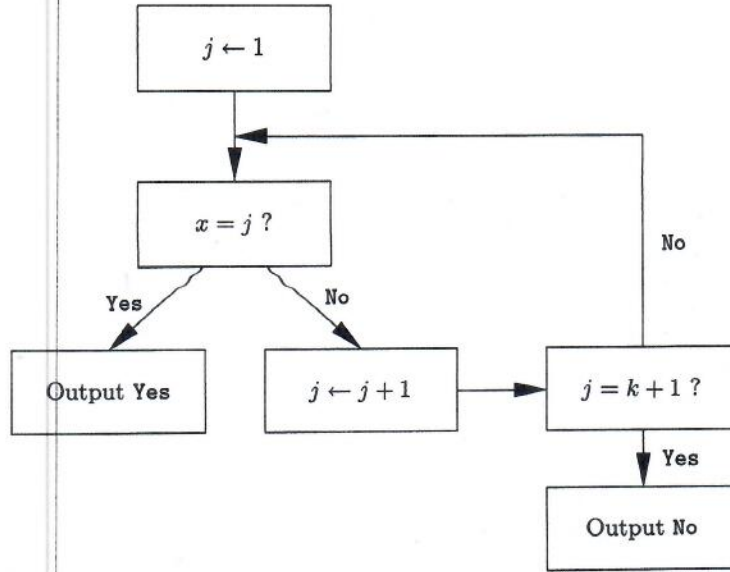 j ← 1
x = j ?
No
Yes
No
Output Yes
j ← j + 1
j = k + 1 ?
Yes
Output No